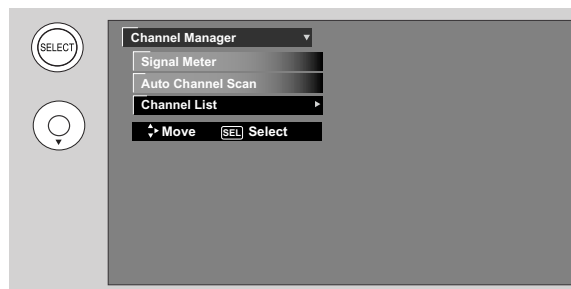 SELECT
Channel Manager
Signal Meter
Auto Channel Scan
Channel List
Move SEL Select